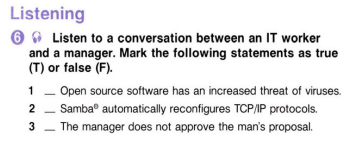 Listening
6 Listen to a conversation between an IT worker
and a manager. Mark the following statements as true
(T) or false (F).
1 __ Open source software has an increased threat of viruses.
2 __ Samba® automatically reconfigures TCP/IP protocols.
3 __ The manager does not approve the man's proposal.